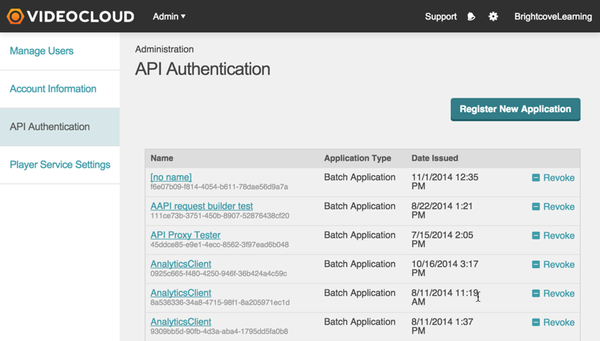 VIDEOCLOUD Admin Support BrightcoveLearning
Manage Users
Account Information
API Authentication
Player Service Settings
Administration
API Authentication
Register New Application
Name Application Type Date Issued
[no name] Batch Application 11/1/2014 12:35 Revoke
f6e07b09-f814-4054-b611-78dae56d9a7a PM
AAPI request builder test Batch Application 8/22/2014 1:21 Revoke
111ce73b-3751-450b-8907-52876438cf20 PM
API Proxy Tester Batch Application 7/15/2014 2:05 Revoke
45ddce85-e9e1-4ecc-8562-3f97ead6b048 PM
AnalyticsClient Batch Application 10/16/2014 3:17 Revoke
0925c665-f480-4250-946f-36b424a4c59c PM
AnalyticsClient Batch Application 8/11/2014 11:19 Revoke
8a536336-34a8-4715-98f1-8a205971ec1d AM
AnalyticsClient Batch Application 8/11/2014 1:37 Revoke
9309bb5d-90fb-4d3a-aba4-1795dd5fa0b8 PM